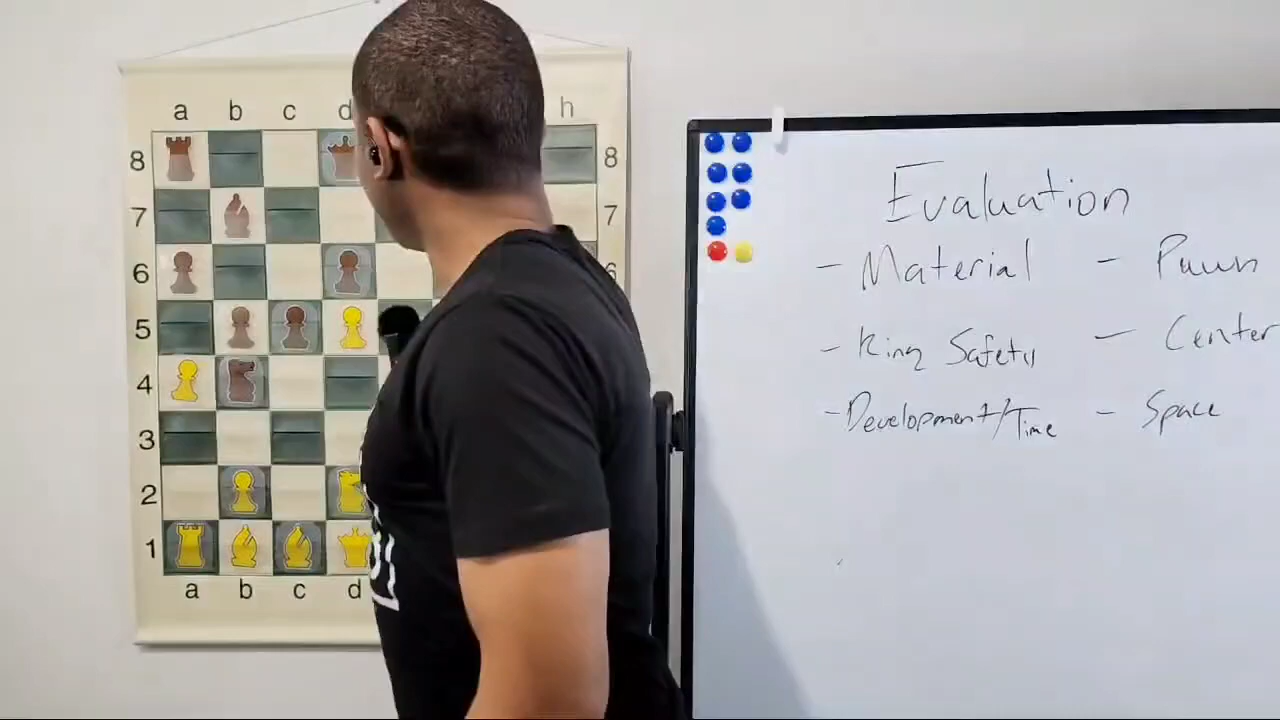 a b c d h
8 8
7 7
6 6
5
4
3
2
1
a b c d
Evaluation
- Material - Pawn
- King Safety - Center
- Development/Time - Space